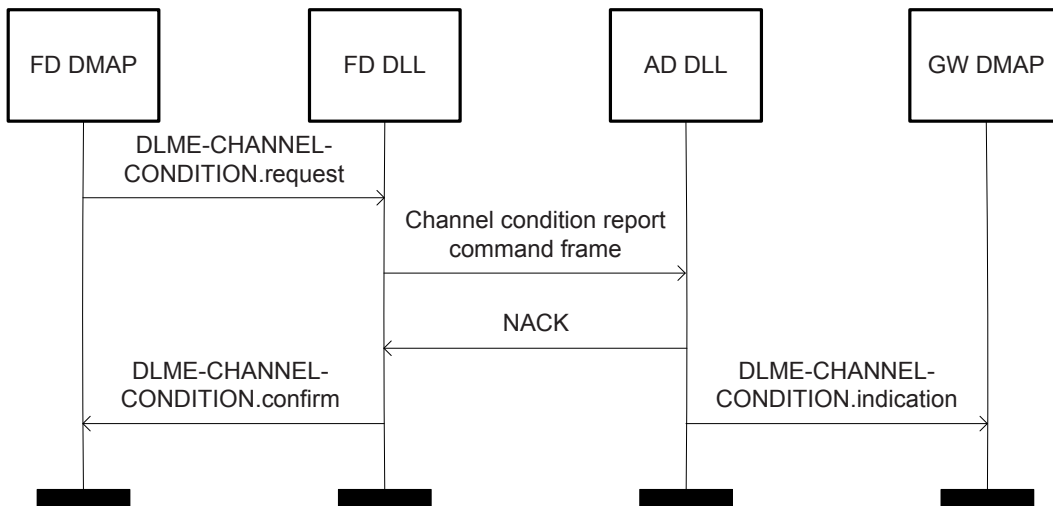 FD DMAP
FD DLL
AD DLL
GW DMAP
DLME-CHANNEL-
CONDITION.request
Channel condition report
command frame
NACK
DLME-CHANNEL-
CONDITION.confirm
DLME-CHANNEL-
CONDITION.indication